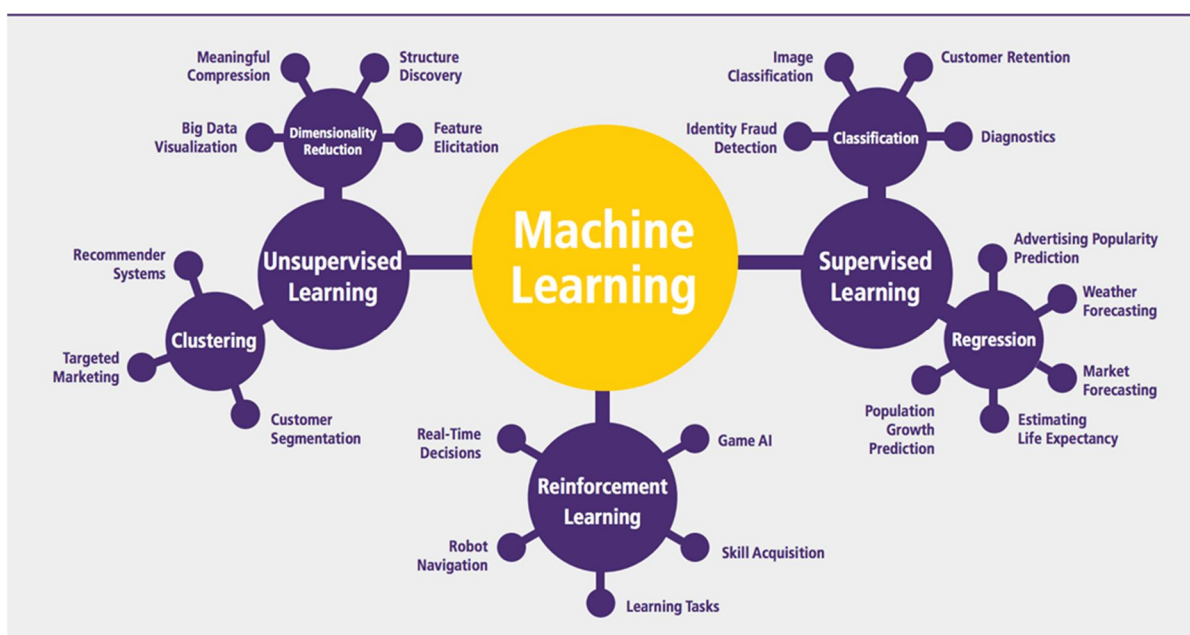 Meaningful
Compression
Structure
Discovery
Big Data
Visualization
Dimensionality
Reduction
Feature
Elicitation
Unsupervised
Learning
Recommender
Systems
Clustering
Targeted
Marketing
Customer
Segmentation
Machine
Learning
Image
Classification
Customer Retention
Identity Fraud
Detection
Classification
Diagnostics
Supervised
Learning
Advertising Popularity
Prediction
Weather
Forecasting
Regression
Market
Forecasting
Population
Growth
Prediction
Estimating
Life Expectancy
Real-Time
Decisions
Game AI
Reinforcement
Learning
Robot
Navigation
Skill Acquisition
Learning Tasks